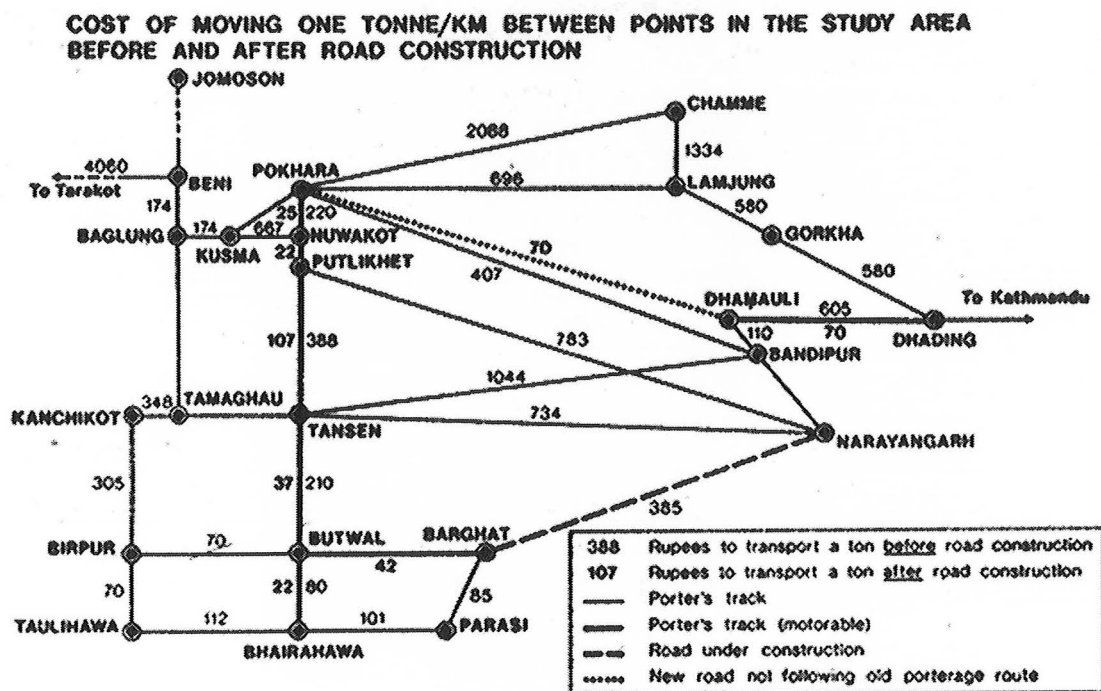 COST OF MOVING ONE TONNE/KM BETWEEN POINTS IN THE STUDY AREA
BEFORE AND AFTER ROAD CONSTRUCTION
JOMOSON
CHAMME
2088
1334
4060
To Tarakot
BENI
POKHARA
696
LAMJUNG
174
25 220
580
BAGLUNG
174
KUSMA
667
NUWAKOT
70
GORKHA
22
PUTLIKHET
407
580
DHAMAULI
605
To Kathmandu
107 388
783
110
70
DHADING
BANDIPUR
1044
KANCHIKOT
348
TAMAGHAU
TANSEN
734
NARAYANGARH
305
37 210
385
BIRPUR
70
BUTWAL
BARGHAT
42
70
22 80
85
TAULIHAWA
112
BHAIRAHAWA
101
PARASI
388 Rupees to transport a ton before road construction
107 Rupees to transport a ton after road construction
Porter's track
Porter's track (motorable)
Road under construction
New road not following old porterage route